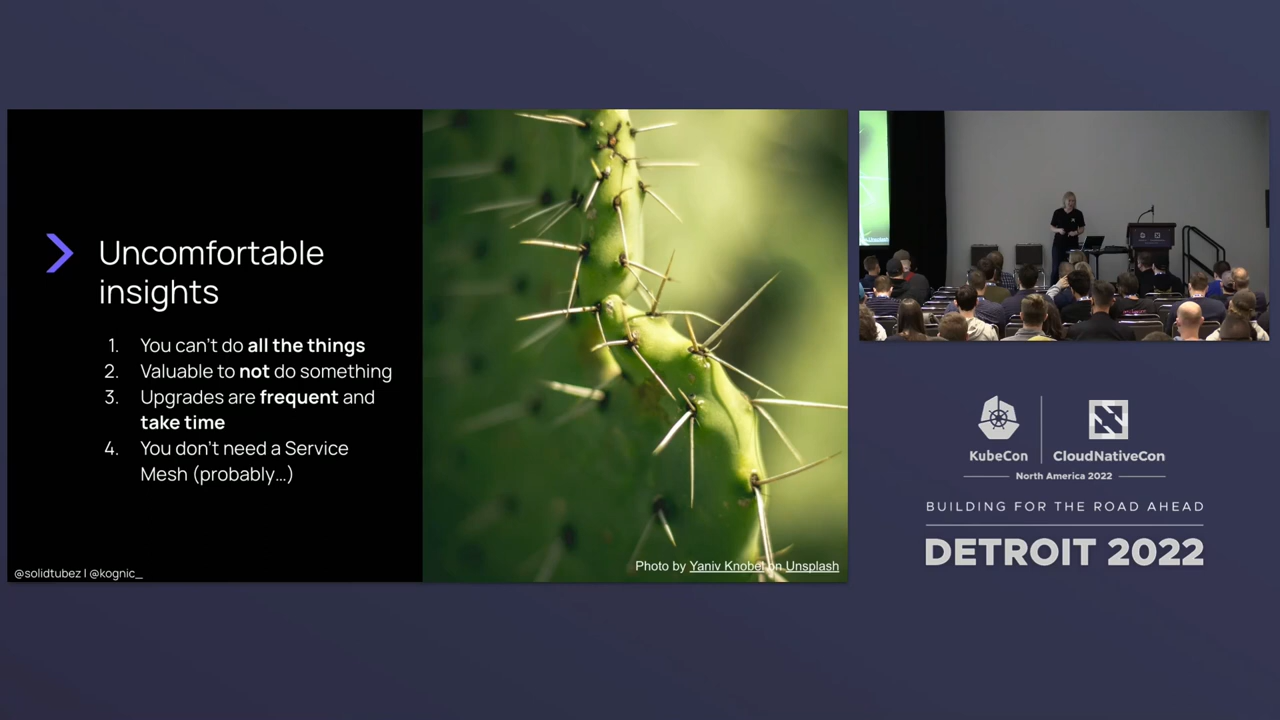 Uncomfortable
insights
1. You can't do all the things
2. Valuable to not do something
3. Upgrades are frequent and
take time
4. You don't need a Service
Mesh (probably...)
@solidtubez | @kognic_
Photo by Yaniv Knobel on Unsplash
KubeCon
CloudNativeCon
North America 2022
BUILDING FOR THE ROAD AHEAD
DETROIT 2022